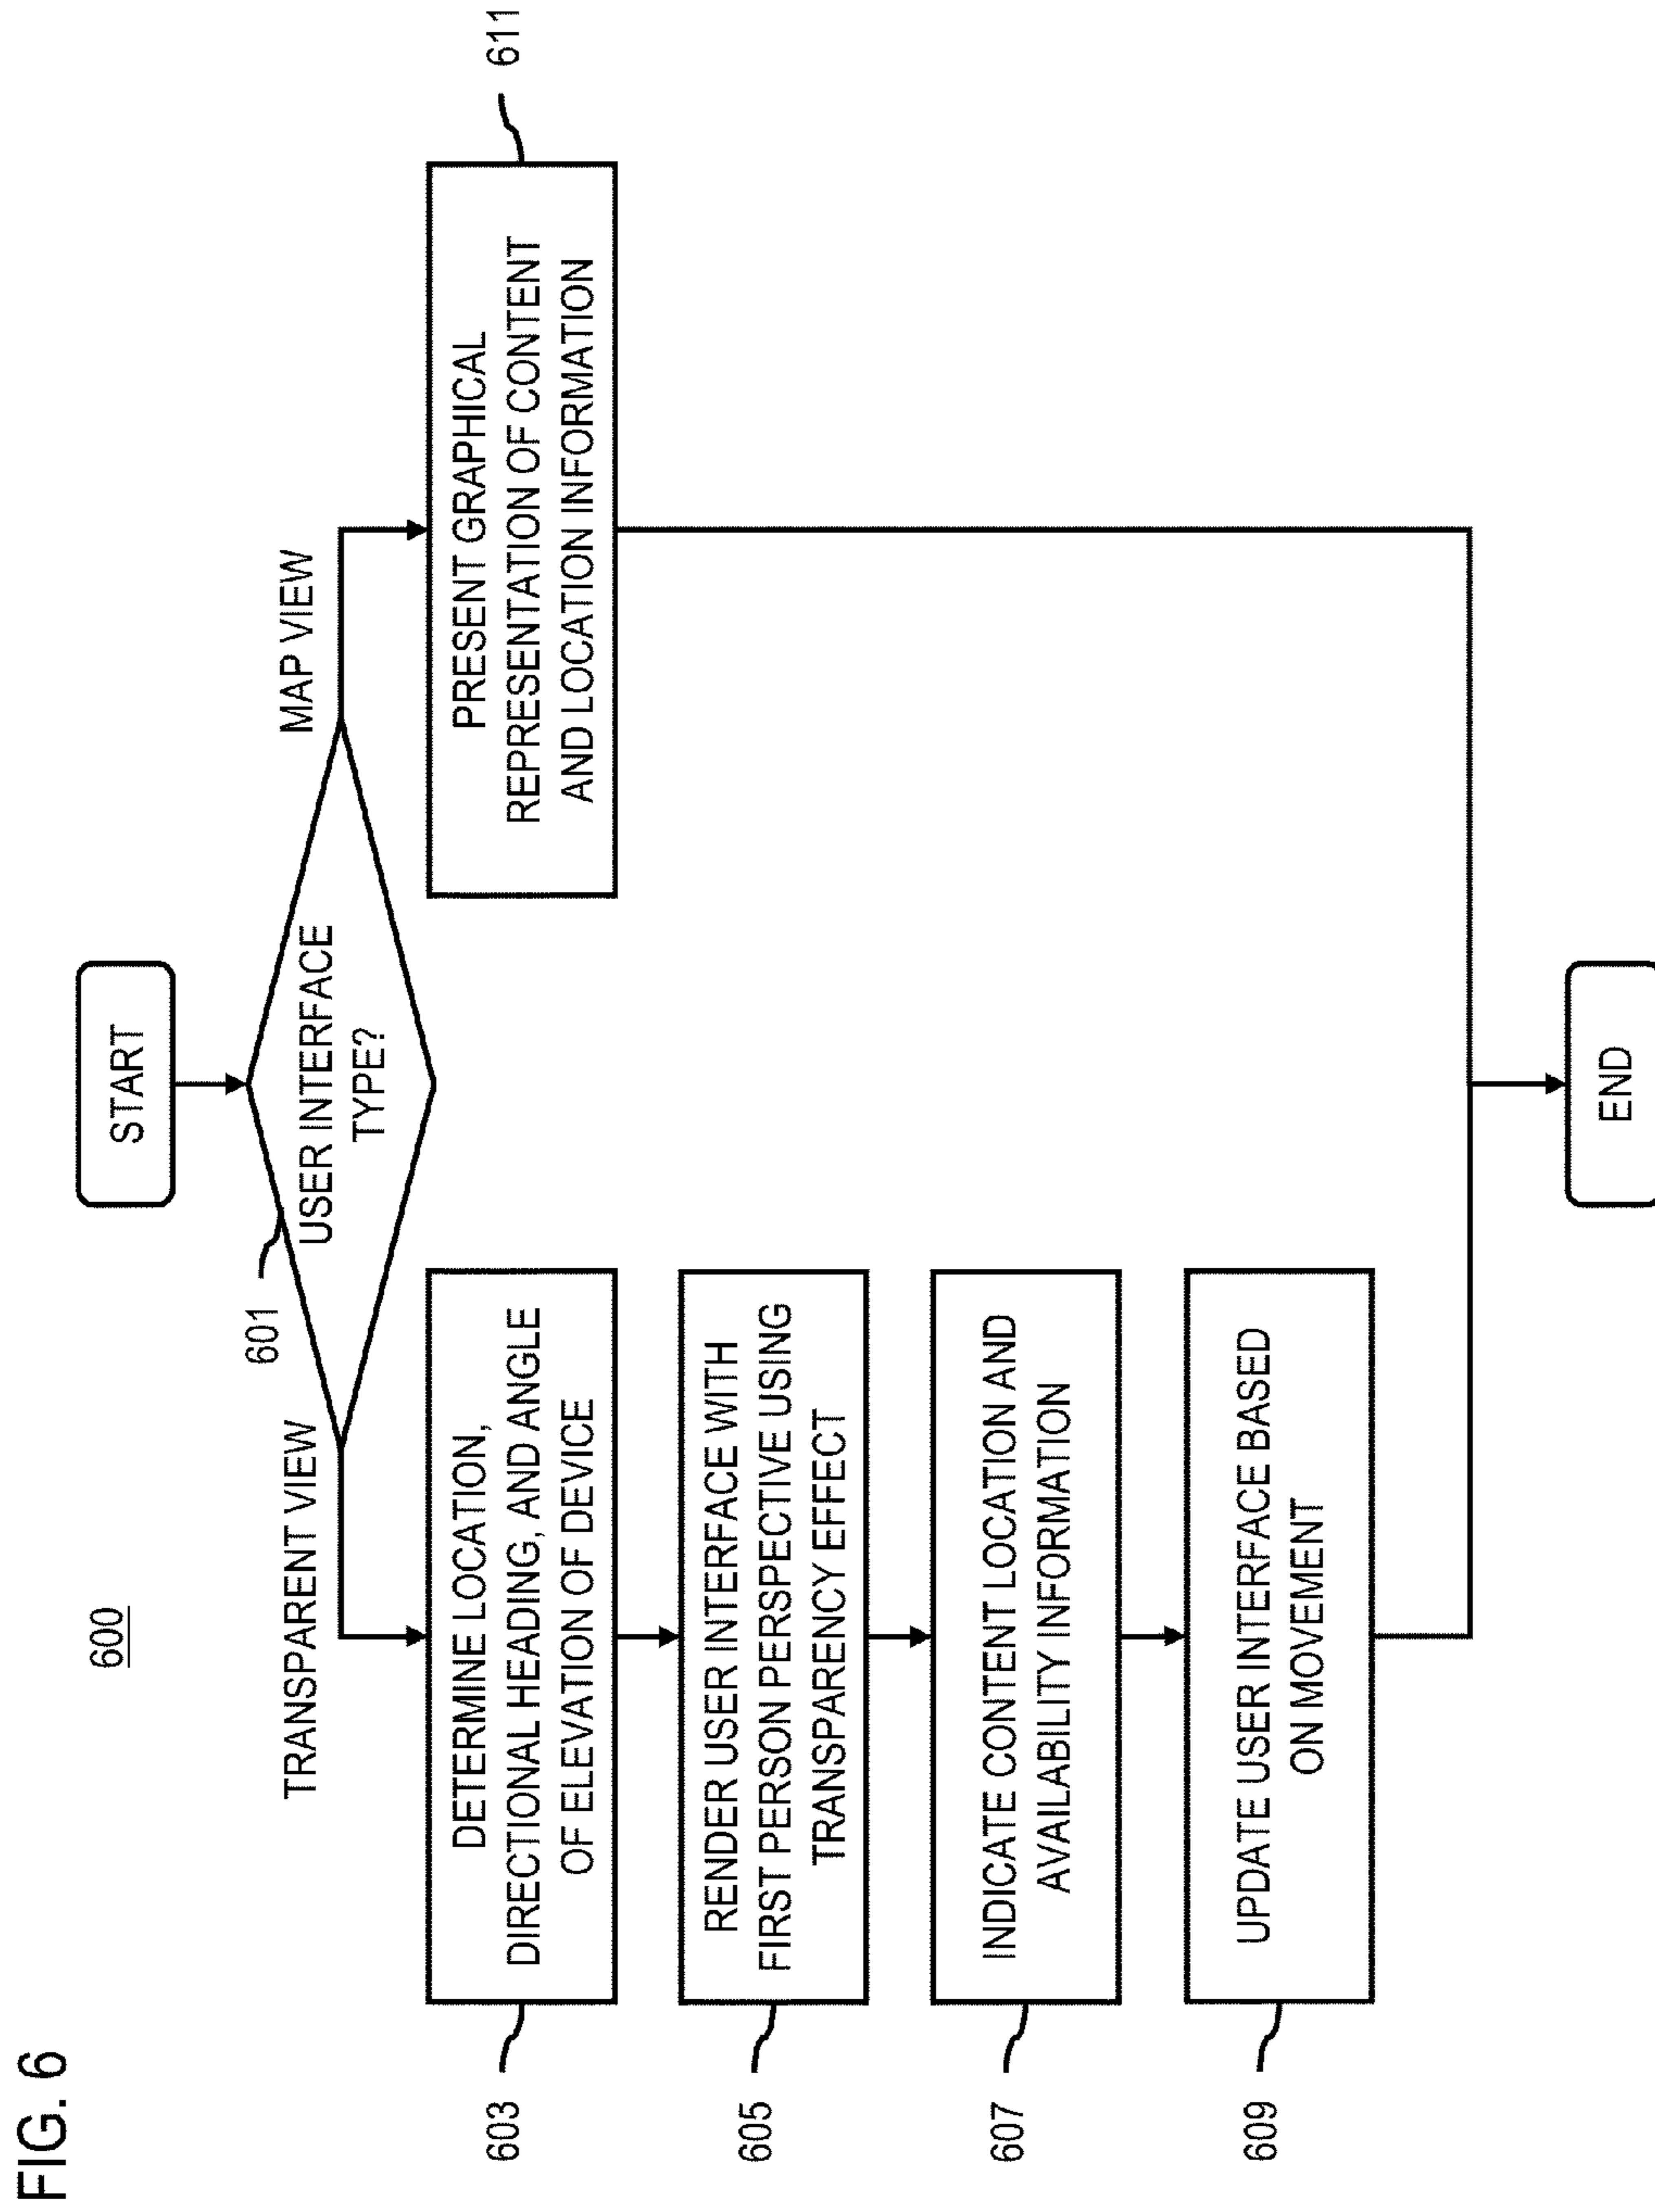 FIG. 6
600
START
601
USER INTERFACE
TYPE?
TRANSPARENT VIEW
MAP VIEW
603
DETERMINE LOCATION,
DIRECTIONAL HEADING, AND ANGLE
OF ELEVATION OF DEVICE
605
RENDER USER INTERFACE WITH
FIRST PERSON PERSPECTIVE USING
TRANSPARENCY EFFECT
607
INDICATE CONTENT LOCATION AND
AVAILABILITY INFORMATION
609
UPDATE USER INTERFACE BASED
ON MOVEMENT
PRESENT GRAPHICAL
REPRESENTATION OF CONTENT
AND LOCATION INFORMATION
611
END